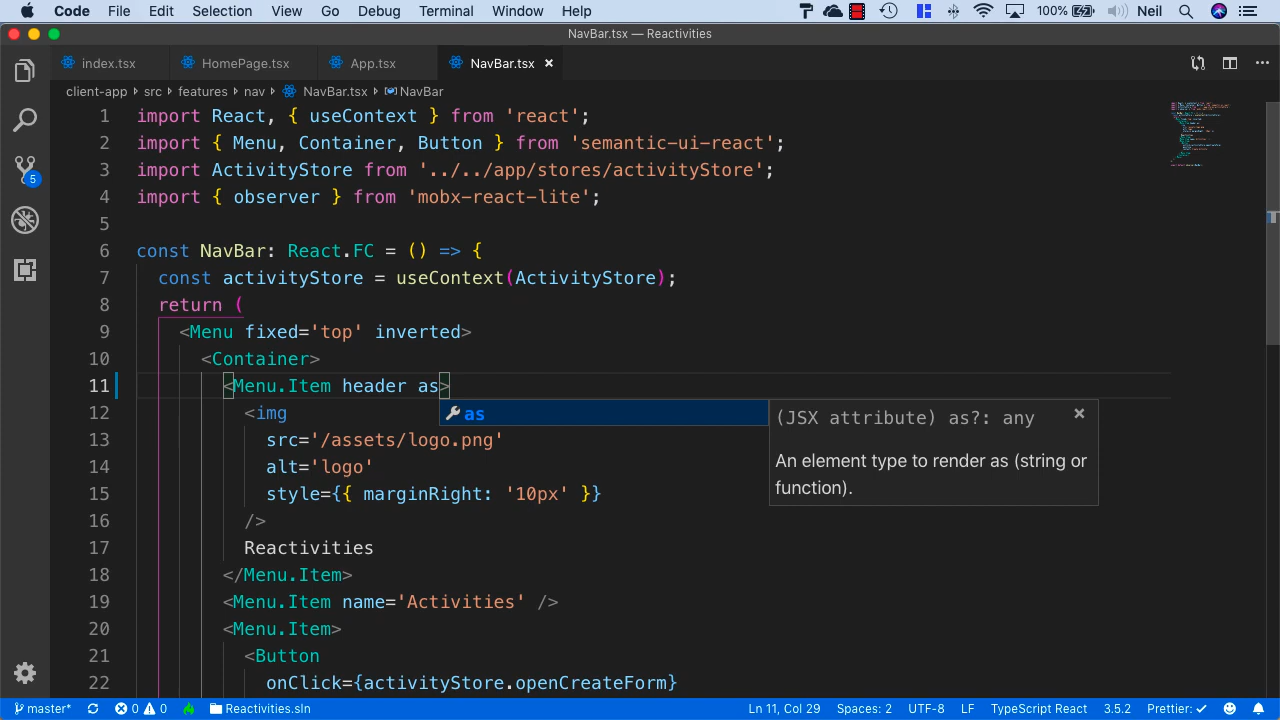 Code File Edit Selection View Go Debug Terminal Window Help 100% Neil
NavBar.tsx — Reactivities
index.tsx HomePage.tsx App.tsx NavBar.tsx ×
client-app › src › features › nav › NavBar.tsx › NavBar
1 import React, { useContext } from 'react';
2 import { Menu, Container, Button } from 'semantic-ui-react';
3 import ActivityStore from '../../app/stores/activityStore';
4 import { observer } from 'mobx-react-lite';
5
6 const NavBar: React.FC = () => {
7 const activityStore = useContext(ActivityStore);
8 return (
9 <Menu fixed='top' inverted>
10 <Container>
11 <Menu.Item header as>
12 <img
as
(JSX attribute) as?: any ×
An element type to render as (string or
function).
13 src='/assets/logo.png'
14 alt='logo'
15 style={{ marginRight: '10px' }}
16 />
17 Reactivities
18 </Menu.Item>
19 <Menu.Item name='Activities' />
20 <Menu.Item>
21 <Button
22 onClick={activityStore.openCreateForm}
5
master* 0 0 Reactivities.sln Ln 11, Col 29 Spaces: 2 UTF-8 LF TypeScript React 3.5.2 Prettier: ✓